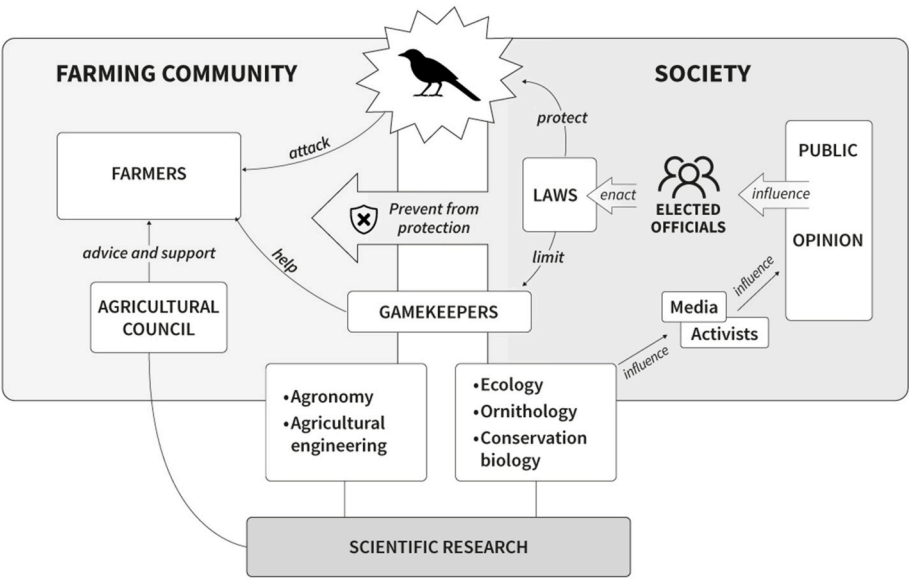 FARMING COMMUNITY
SOCIETY
attack
protect
FARMERS
PUBLIC
OPINION
LAWS
enact
ELECTED
OFFICIALS
influence
Prevent from
protection
advice and support
help
limit
influence
AGRICULTURAL
COUNCIL
GAMEKEEPERS
Media
Activists
influence
•Agronomy
•Agricultural
engineering
•Ecology
•Ornithology
•Conservation
biology
SCIENTIFIC RESEARCH